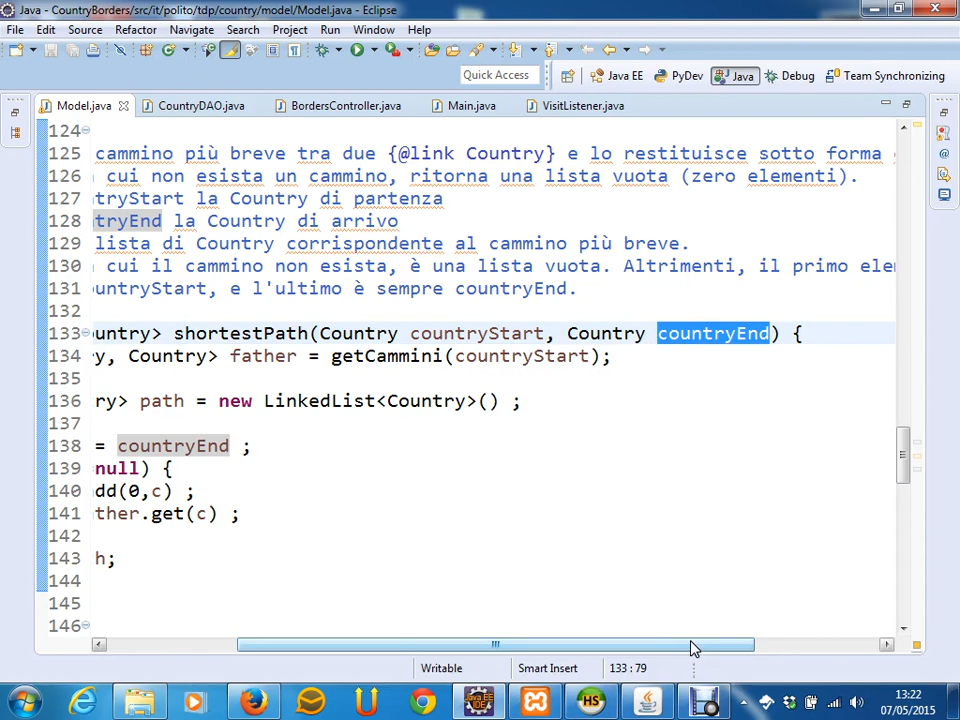 Java - CountryBorders/src/it/polito/tdp/country/model/Model.java - Eclipse
File Edit Source Refactor Navigate Search Project Run Window Help
Quick Access Java EE PyDev Java Debug Team Synchronizing
Model.java CountryDAO.java BordersController.java Main.java VisitListener.java
124
125 cammino più breve tra due {@link Country} e lo restituisce sotto forma
126 cui non esista un cammino, ritorna una lista vuota (zero elementi).
127 tryStart la Country di partenza
128 tryEnd la Country di arrivo
129 lista di Country corrispondente al cammino più breve.
130 cui il cammino non esista, è una lista vuota. Altrimenti, il primo ele
131 ountryStart, e l'ultimo è sempre countryEnd.
132
133 ountry> shortestPath(Country countryStart, Country countryEnd) {
134 y, Country> father = getCammini(countryStart);
135
136 ry> path = new LinkedList<Country>() ;
137
138 = countryEnd ;
139 null) {
140 dd(0,c) ;
141 ther.get(c) ;
142
143 h;
144
145
146
Writable Smart Insert 133 : 79
13:22
07/05/2015